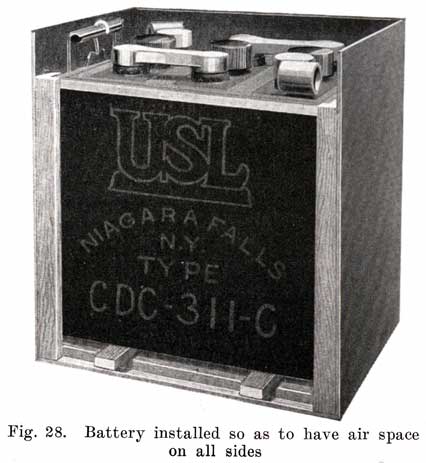 USL
NIAGARA FALLS
N.Y.
TYPE
CDC-311-C
Fig. 28. Battery installed so as to have air space
on all sides